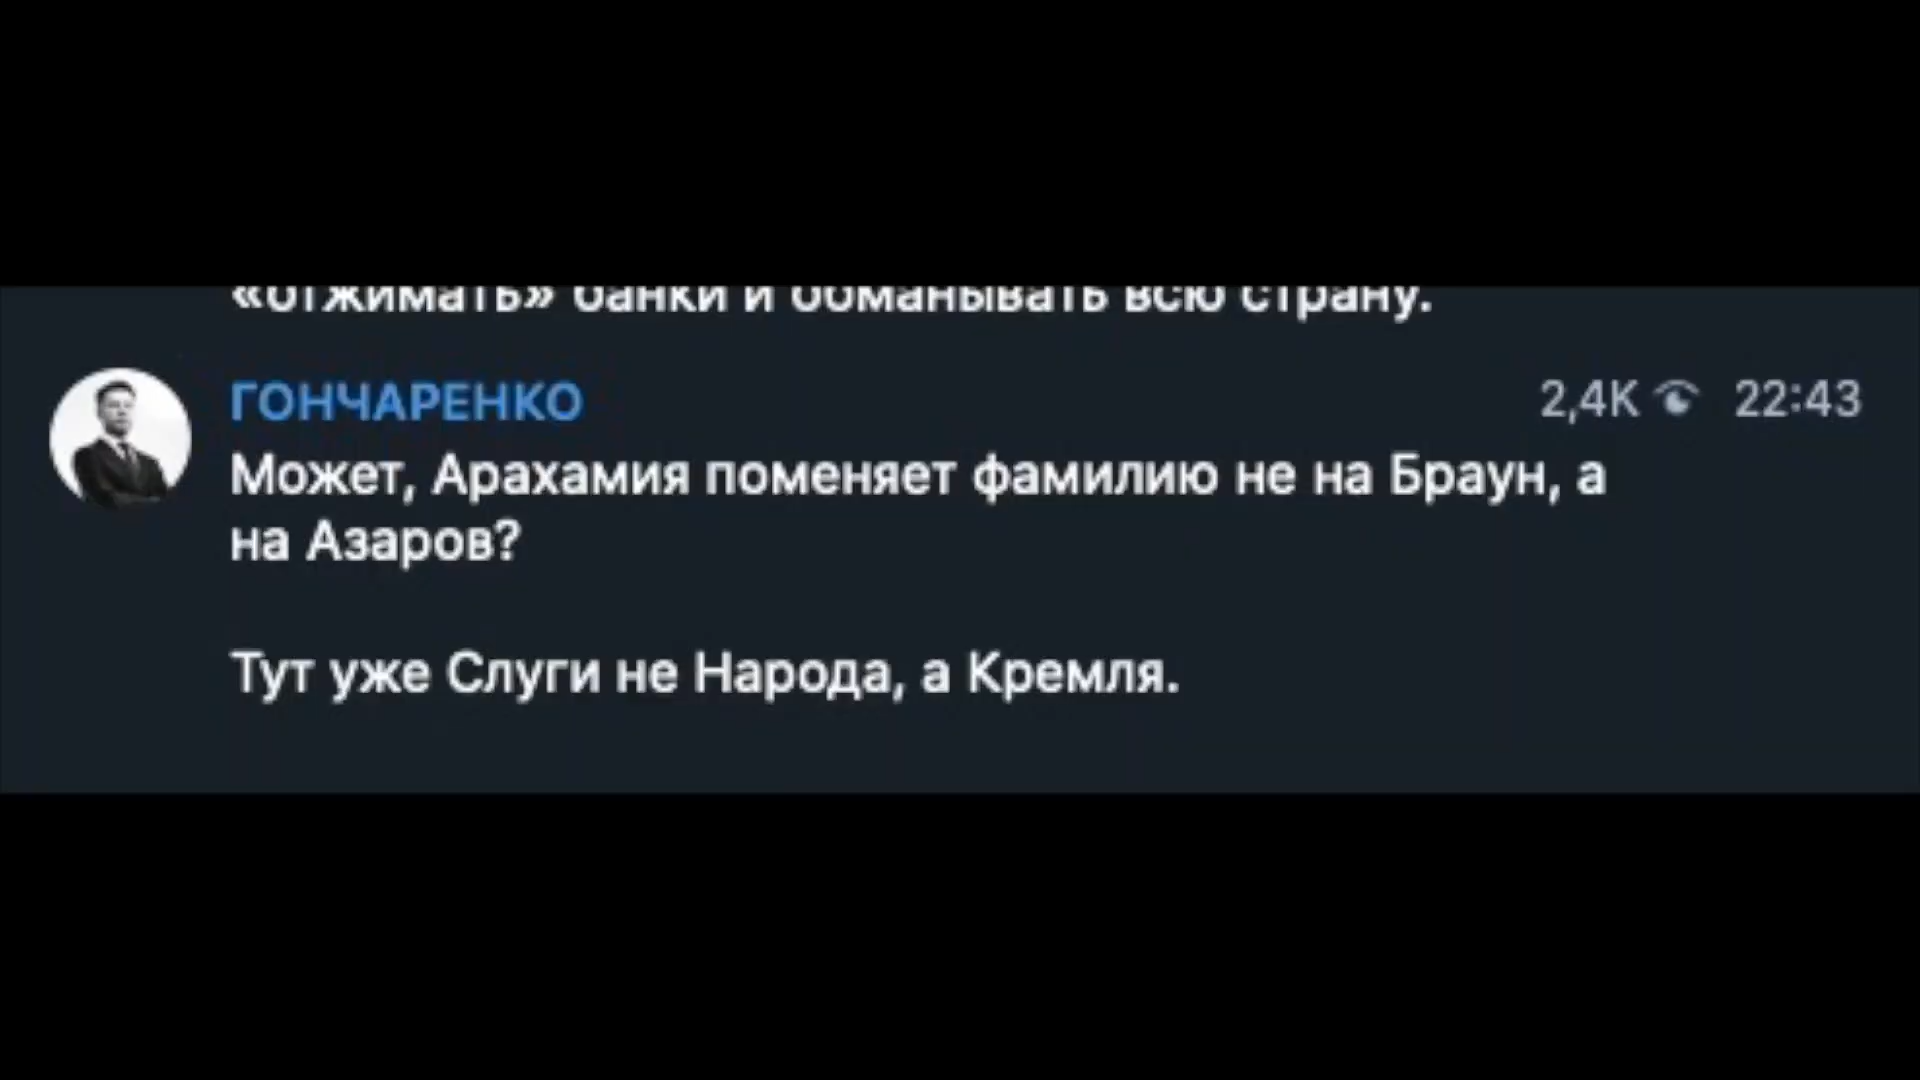 «отжимать» банки и обманывать всю страну.
ГОНЧАРЕНКО
2,4K 22:43
Может, Арахамия поменяет фамилию не на Браун, а
на Азаров?
Тут уже Слуги не Народа, а Кремля.